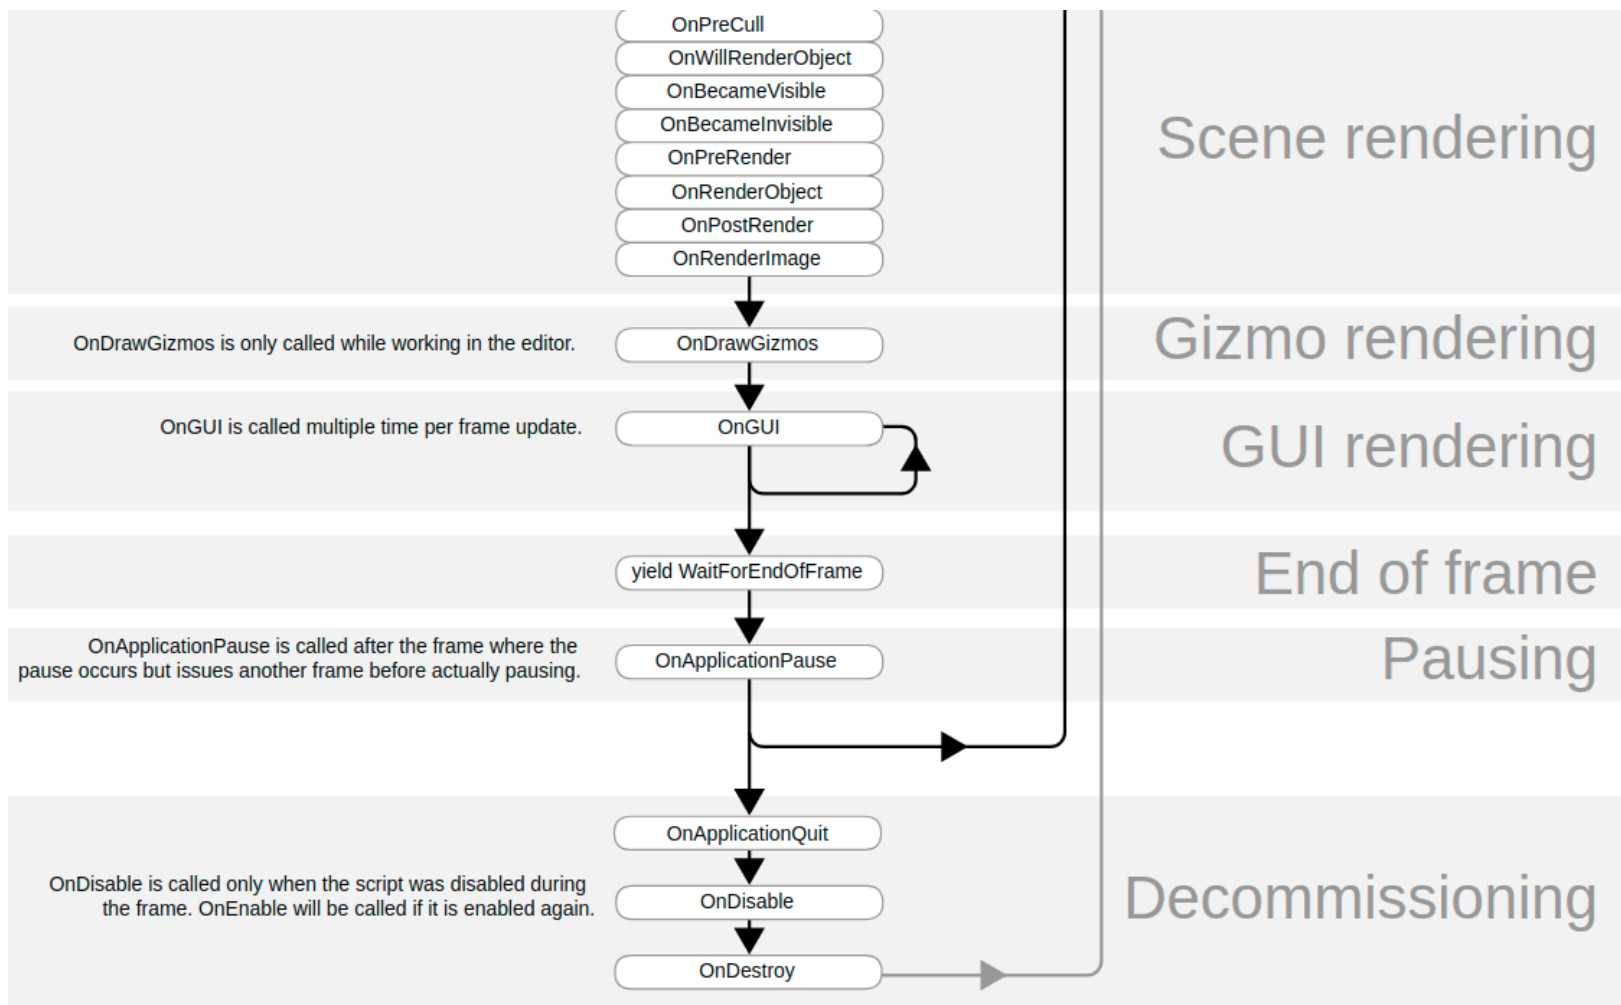 OnPreCull
OnWillRenderObject
OnBecameVisible
OnBecameInvisible
OnPreRender
OnRenderObject
OnPostRender
OnRenderImage
Scene rendering
OnDrawGizmos is only called while working in the editor.
OnDrawGizmos
Gizmo rendering
OnGUI is called multiple time per frame update.
OnGUI
GUI rendering
yield WaitForEndOfFrame
End of frame
OnApplicationPause is called after the frame where the
pause occurs but issues another frame before actually pausing.
OnApplicationPause
Pausing
OnApplicationQuit
OnDisable is called only when the script was disabled during
the frame. OnEnable will be called if it is enabled again.
OnDisable
OnDestroy
Decommissioning